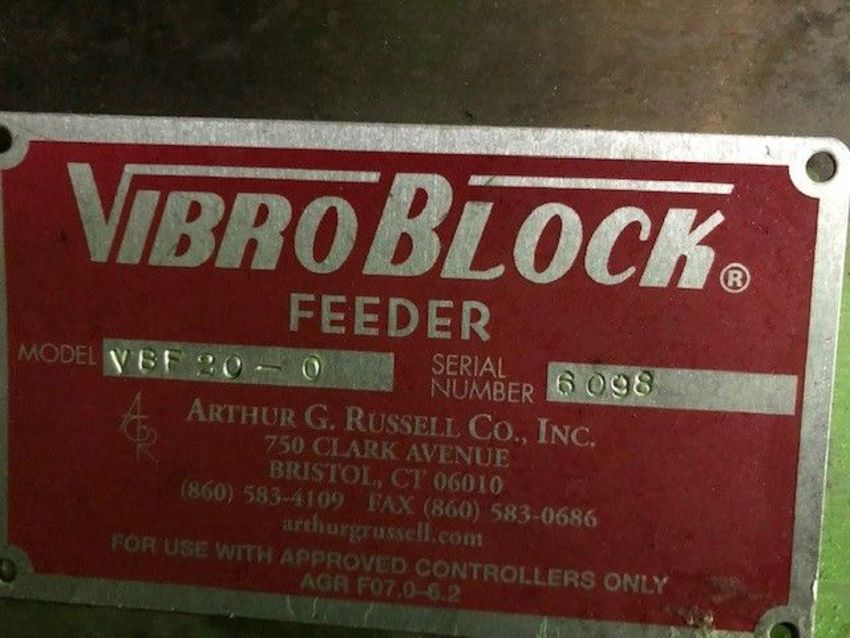 VIBROBLOCK®
FEEDER
MODEL VBF 20-0 SERIAL NUMBER 6098
AGR
ARTHUR G. RUSSELL CO., INC.
750 CLARK AVENUE
BRISTOL, CT 06010
(860) 583-4109 FAX (860) 583-0686
arthurgrussell.com
FOR USE WITH APPROVED CONTROLLERS ONLY
AGR F07.0-6.2